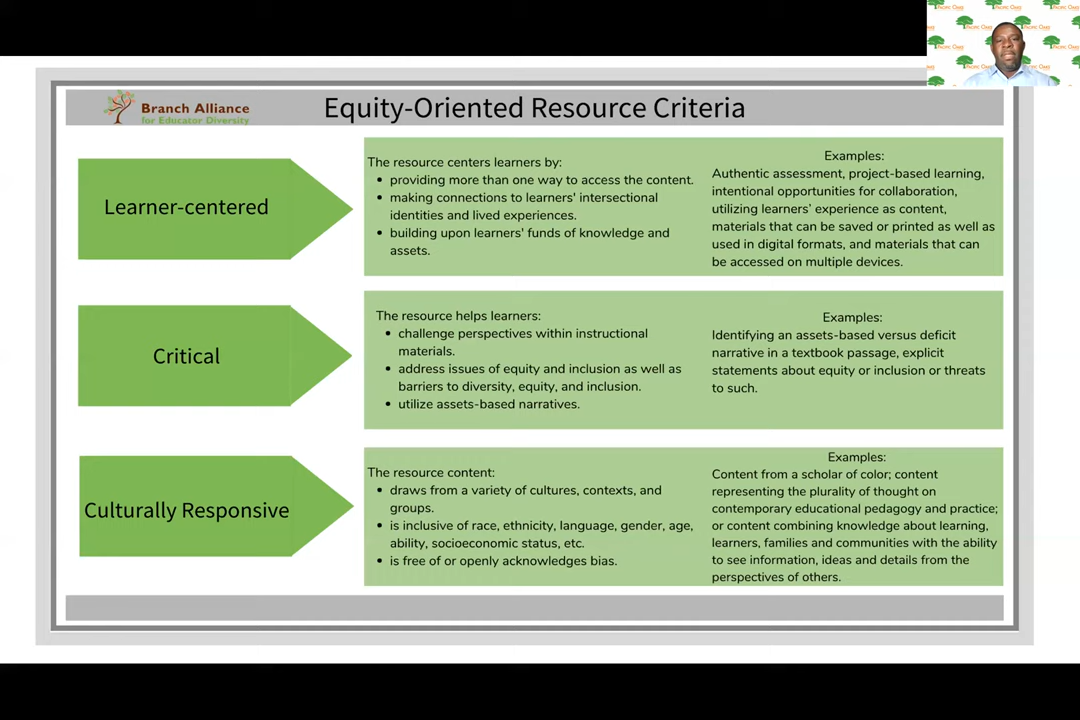 PACIFIC OAKS
Branch Alliance
for Educator Diversity
Equity-Oriented Resource Criteria
Learner-centered
The resource centers learners by:
• providing more than one way to access the content.
• making connections to learners' intersectional
identities and lived experiences.
• building upon learners' funds of knowledge and
assets.
Examples:
Authentic assessment, project-based learning,
intentional opportunities for collaboration,
utilizing learners' experience as content,
materials that can be saved or printed as well as
used in digital formats, and materials that can
be accessed on multiple devices.
Critical
The resource helps learners:
• challenge perspectives within instructional
materials.
• address issues of equity and inclusion as well as
barriers to diversity, equity, and inclusion.
• utilize assets-based narratives.
Examples:
Identifying an assets-based versus deficit
narrative in a textbook passage, explicit
statements about equity or inclusion or threats
to such.
Culturally Responsive
The resource content:
• draws from a variety of cultures, contexts, and
groups.
• is inclusive of race, ethnicity, language, gender, age,
ability, socioeconomic status, etc.
• is free of or openly acknowledges bias.
Examples:
Content from a scholar of color; content
representing the plurality of thought on
contemporary educational pedagogy and practice;
or content combining knowledge about learning,
learners, families and communities with the ability
to see information, ideas and details from the
perspectives of others.